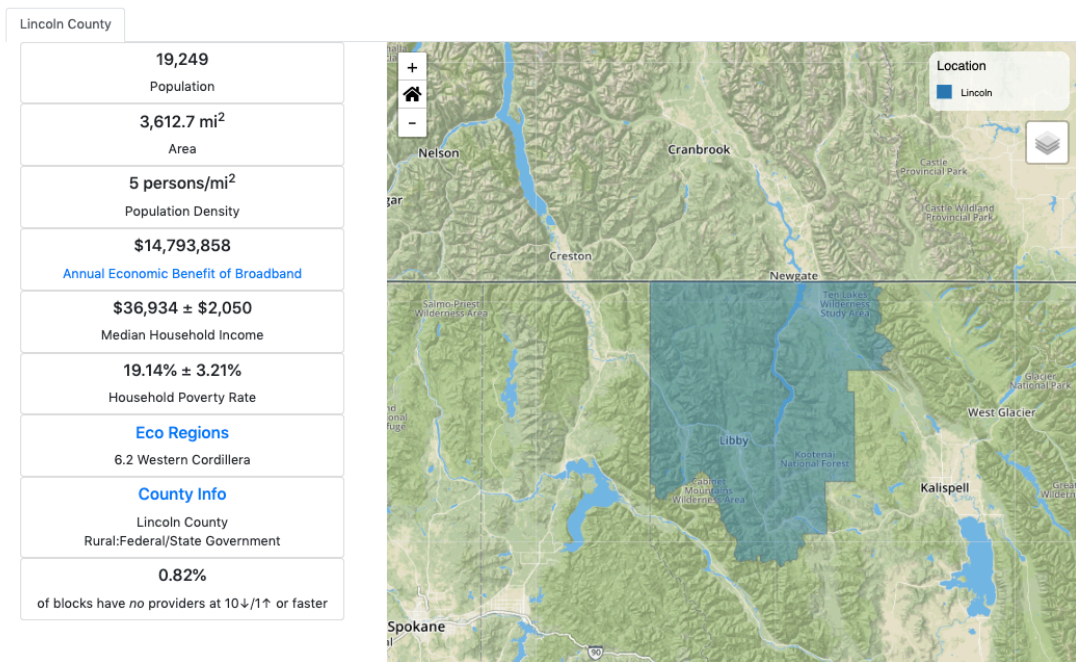 Lincoln County
19,249
Population
3,612.7 mi²
Area
5 persons/mi²
Population Density
$14,793,858
Annual Economic Benefit of Broadband
$36,934 ± $2,050
Median Household Income
19.14% ± 3.21%
Household Poverty Rate
Eco Regions
6.2 Western Cordillera
County Info
Lincoln County
Rural:Federal/State Government
0.82%
of blocks have no providers at 10↓/1↑ or faster
+
-
Location
Lincoln
Nelson
Cranbrook
Castle
Provincial Park
gar
Castle Wildland
Provincial Park
Creston
Newgate
Salmo-Priest
Wilderness Area
Ten Lakes
Wilderness
Study Area
Glacier
National Park
West Glacier
Libby
Kootenai
National Forest
Cabinet
Mountains
Wilderness Area
Kalispell
Great
Wildern
Spokane
90